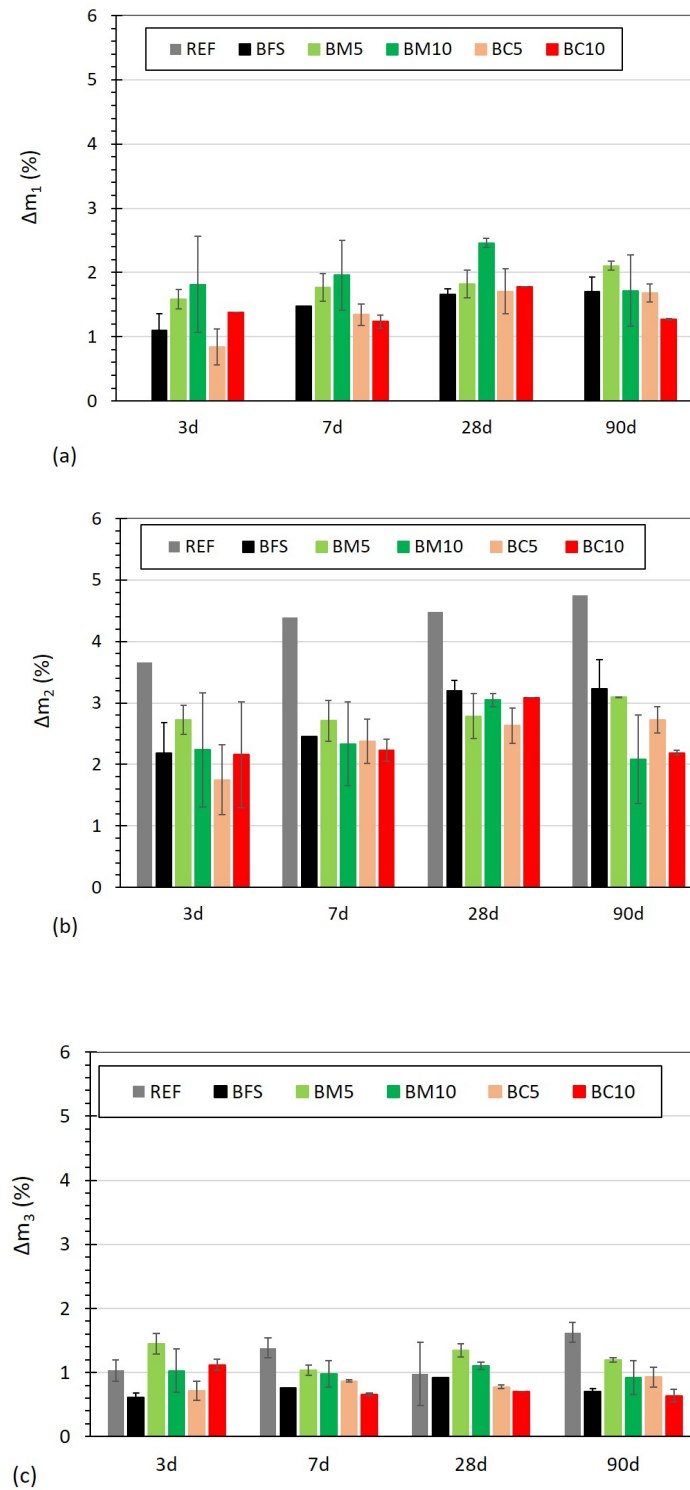 6
REF BFS BM5 BM10 BC5 BC10
5
4
Δm1 (%)
3
2
1
0
3d 7d 28d 90d
(a)
6
REF BFS BM5 BM10 BC5 BC10
5
4
Δm2 (%)
3
2
1
0
3d 7d 28d 90d
(b)
6
REF BFS BM5 BM10 BC5 BC10
5
4
Δm3 (%)
3
2
1
0
3d 7d 28d 90d
(c)